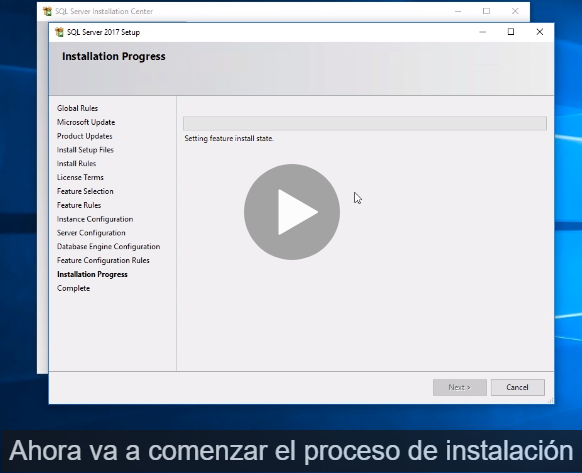 SQL Server Installation Center
SQL Server 2017 Setup
Installation Progress
Global Rules
Microsoft Update
Product Updates
Install Setup Files
Install Rules
License Terms
Feature Selection
Feature Rules
Instance Configuration
Server Configuration
Database Engine Configuration
Feature Configuration Rules
Installation Progress
Complete
Setting feature install state.
Next >
Cancel
Ahora va a comenzar el proceso de instalación